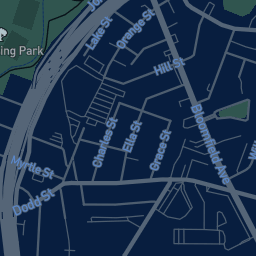 Lake St
Orange St
ing Park
Hill St
Bloomfield Ave
Charles St
Ella St
Grace St
Myrtle St
Dodd St